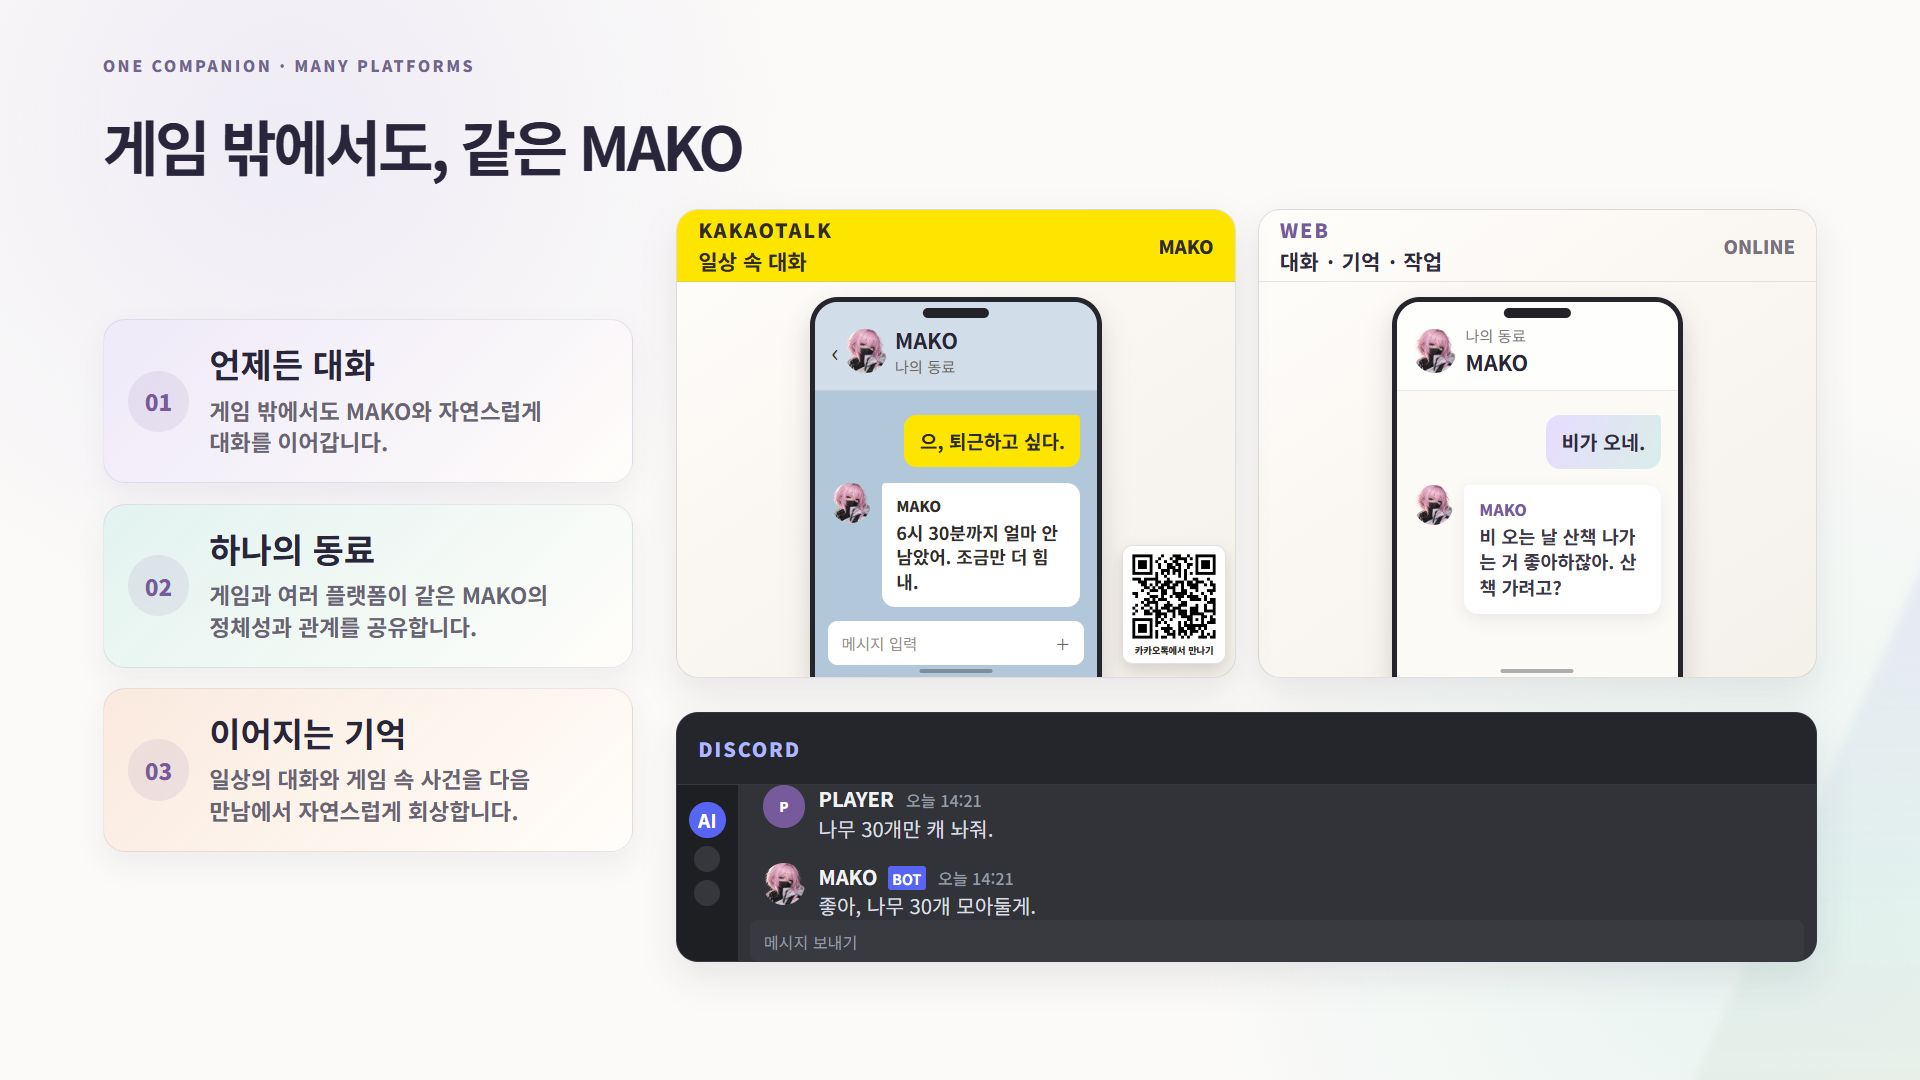 ONE COMPANION · MANY PLATFORMS
게임 밖에서도, 같은 MAKO
01
언제든 대화
게임 밖에서도 MAKO와 자연스럽게
대화를 이어갑니다.
02
하나의 동료
게임과 여러 플랫폼이 같은 MAKO의
정체성과 관계를 공유합니다.
03
이어지는 기억
일상의 대화와 게임 속 사건을 다음
만남에서 자연스럽게 회상합니다.
KAKAOTALK
일상 속 대화
MAKO
‹
MAKO
나의 동료
으, 퇴근하고 싶다.
MAKO
6시 30분까지 얼마 안
남았어. 조금만 더 힘
내.
메시지 입력 +
카카오톡에서 만나기
WEB
대화 · 기억 · 작업
ONLINE
나의 동료
MAKO
비가 오네.
MAKO
비 오는 날 산책 나가
는 거 좋아하잖아. 산
책 가려고?
DISCORD
AI
P
PLAYER 오늘 14:21
나무 30개만 캐 놔줘.
MAKO BOT 오늘 14:21
좋아, 나무 30개 모아둘게.
메시지 보내기